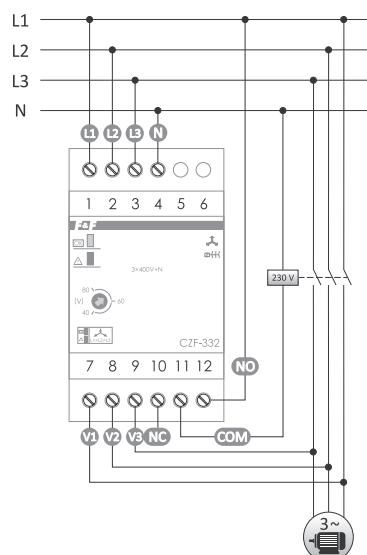 L1
L2
L3
N
L1 L2 L3 N
1 2 3 4 5 6
F&F
3×400V+N
80
[V] 60
40
CZF-332
230 V
7 8 9 10 11 12
NO
V1 V2 V3 NC COM
3~